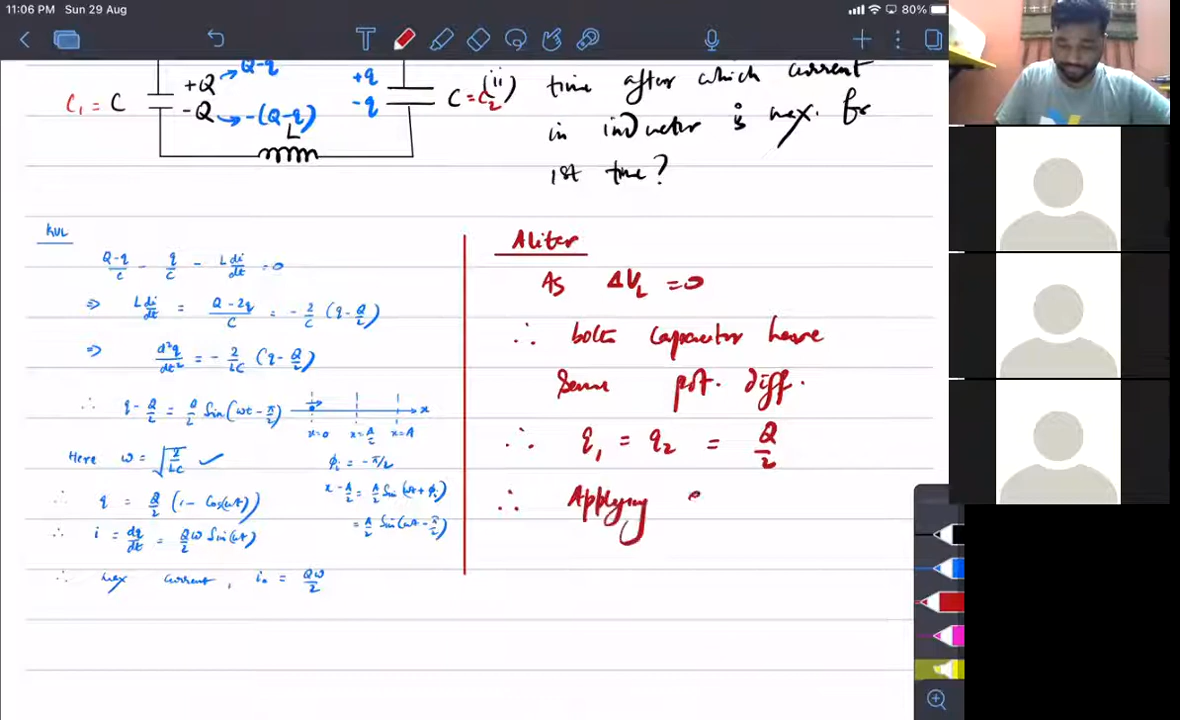 11:06 PM Sun 29 Aug
80%
+Q → Q-q
C₁ = C
-Q → -(Q-q)
L
+q
-q
C = C₂
(ii) time after which current
in inductor is max. for
1st time?
KVL
Q-q/C - q/C - Ldi/dt = 0
⇒ Ldi/dt = Q-2q/C = -2/C (q-Q/2)
⇒ d²q/dt² = -2/LC (q-Q/2)
∴ q-Q/2 = Q/2 Sin(ωt-π/2)
x
x=0 x=A/2 x=A
Here ω = √2/LC ✓
ϕᵢ = -π/2
x-A/2 = A/2 Sin(ωt+ϕᵢ)
= A/2 Sin(ωt-π/2)
∴ q = Q/2 (1-Cos(ωt))
∴ i = dq/dt = Q/2 ω Sin(ωt)
∴ max current, i₀ = Qω/2
Aliter
As ΔV_L = 0
∴ both capacitor have
Same pot. diff.
∴ q₁ = q₂ = Q/2
∴ Applying